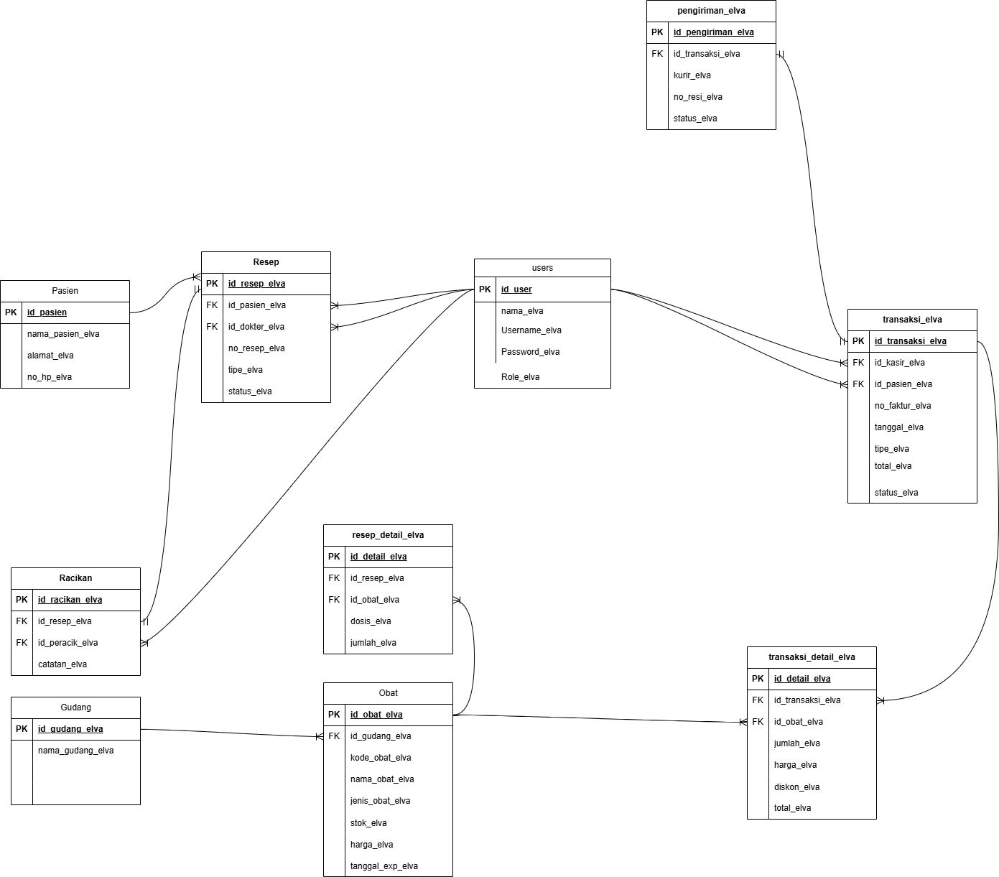 pengiriman_elva
PK id_pengiriman_elva
FK id_transaksi_elva
kurir_elva
no_resi_elva
status_elva
Resep
PK id_resep_elva
FK id_pasien_elva
FK id_dokter_elva
no_resep_elva
tipe_elva
status_elva
users
PK id_user
nama_elva
Username_elva
Password_elva
Role_elva
Pasien
PK id_pasien
nama_pasien_elva
alamat_elva
no_hp_elva
transaksi_elva
PK id_transaksi_elva
FK id_kasir_elva
FK id_pasien_elva
no_faktur_elva
tanggal_elva
tipe_elva
total_elva
status_elva
resep_detail_elva
PK id_detail_elva
FK id_resep_elva
FK id_obat_elva
dosis_elva
jumlah_elva
Racikan
PK id_racikan_elva
FK id_resep_elva
FK id_peracik_elva
catatan_elva
transaksi_detail_elva
PK id_detail_elva
FK id_transaksi_elva
FK id_obat_elva
jumlah_elva
harga_elva
diskon_elva
total_elva
Obat
PK id_obat_elva
FK id_gudang_elva
kode_obat_elva
nama_obat_elva
jenis_obat_elva
stok_elva
harga_elva
tanggal_exp_elva
Gudang
PK id_gudang_elva
nama_gudang_elva